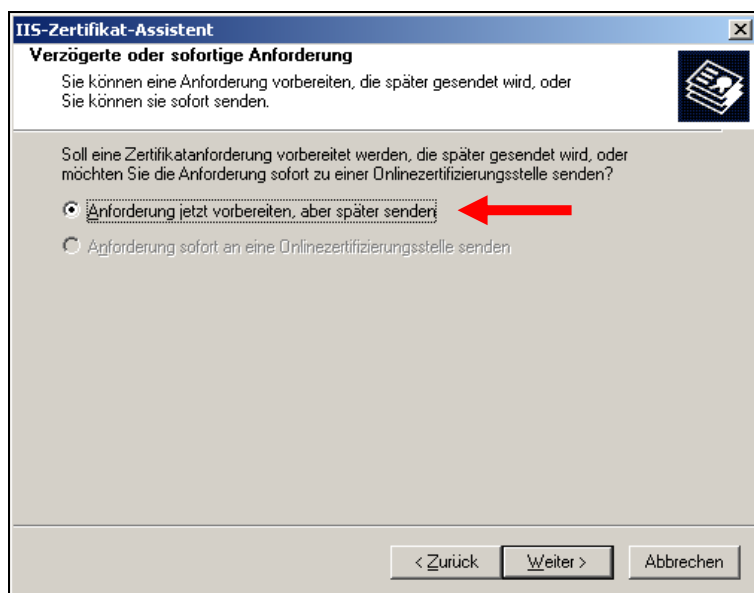 IIS-Zertifikat-Assistent
Verzögerte oder sofortige Anforderung
Sie können eine Anforderung vorbereiten, die später gesendet wird, oder
Sie können sie sofort senden.
Soll eine Zertifikatanforderung vorbereitet werden, die später gesendet wird, oder
möchten Sie die Anforderung sofort zu einer Onlinezertifizierungsstelle senden?
Anforderung jetzt vorbereiten, aber später senden
Anforderung sofort an eine Onlinezertifizierungsstelle senden
< Zurück Weiter > Abbrechen